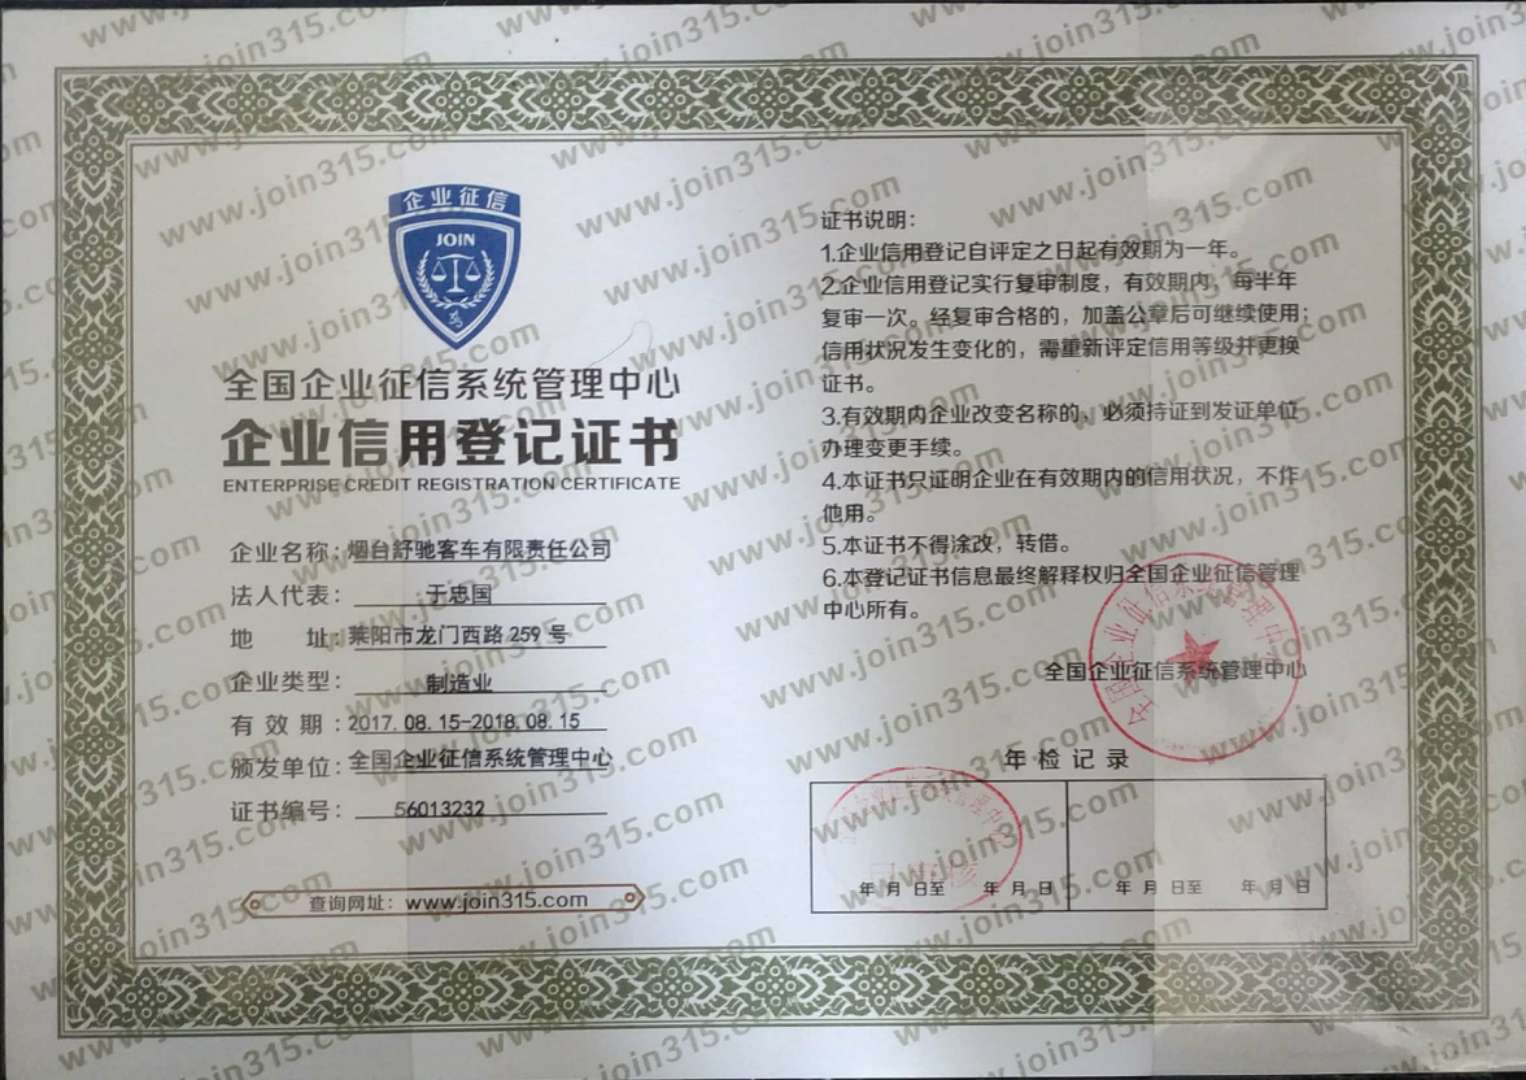 企业征信
JOIN
全国企业征信系统管理中心
企业信用登记证书
ENTERPRISE CREDIT REGISTRATION CERTIFICATE
企业名称：烟台舒驰客车有限责任公司
法人代表： 于忠国
地 址：莱阳市龙门西路 259 号
企业类型： 制造业
有 效 期 ：2017. 08. 15-2018. 08. 15
颁发单位：全国企业征信系统管理中心
证书编号： 56013232
查询网址：www.join315.com
证书说明：
1.企业信用登记自评定之日起有效期为一年。
2.企业信用登记实行复审制度，有效期内，每半年
复审一次。经复审合格的，加盖公章后可继续使用；
信用状况发生变化的，需重新评定信用等级并更换
证书。
3.有效期内企业改变名称的，必须持证到发证单位
办理变更手续。
4.本证书只证明企业在有效期内的信用状况，不作
他用。
5.本证书不得涂改，转借。
6.本登记证书信息最终解释权归全国企业征信管理
中心所有。
全国企业征信系统管理中心
全国企业征信系统管理中心
年 检 记 录
年 月 日至 年 月 日
年 月 日至 年 月 日
www.join315.com